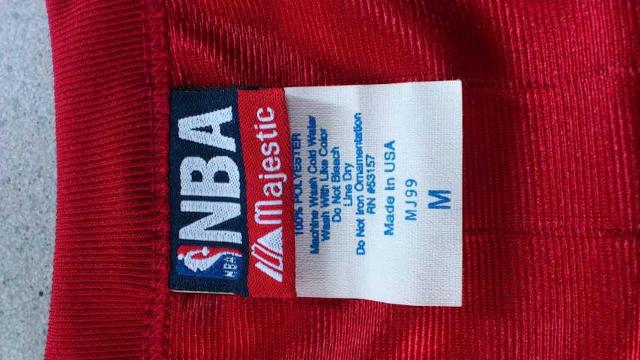 NBA
NBA
Majestic
100% POLYESTER
Machine Wash Cold Water
Wash With Like Color
Do Not Bleach
Line Dry
Do Not Iron Ornamentation
RN #53157
Made In USA
MJ99
M